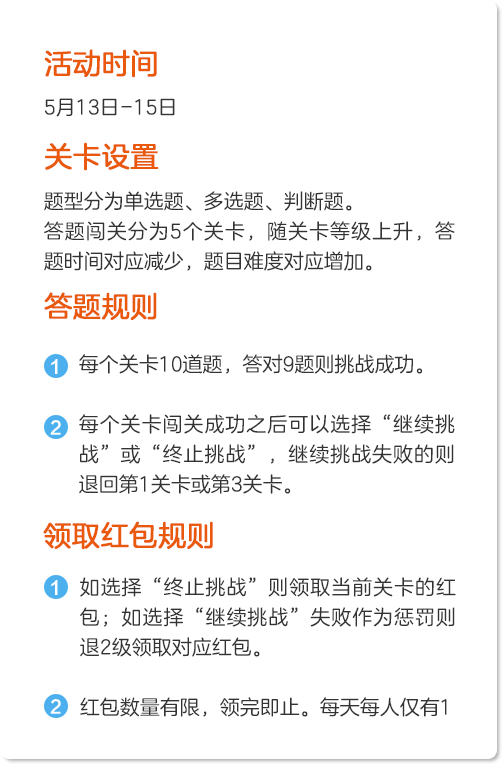 活动时间
5月13日-15日
关卡设置
题型分为单选题、多选题、判断题。
答题闯关分为5个关卡，随关卡等级上升，答
题时间对应减少，题目难度对应增加。
答题规则
1 每个关卡10道题，答对9题则挑战成功。
2 每个关卡闯关成功之后可以选择“继续挑
战”或“终止挑战”，继续挑战失败的则
退回第1关卡或第3关卡。
领取红包规则
1 如选择“终止挑战”则领取当前关卡的红
包；如选择“继续挑战”失败作为惩罚则
退2级领取对应红包。
2 红包数量有限，领完即止。每天每人仅有1